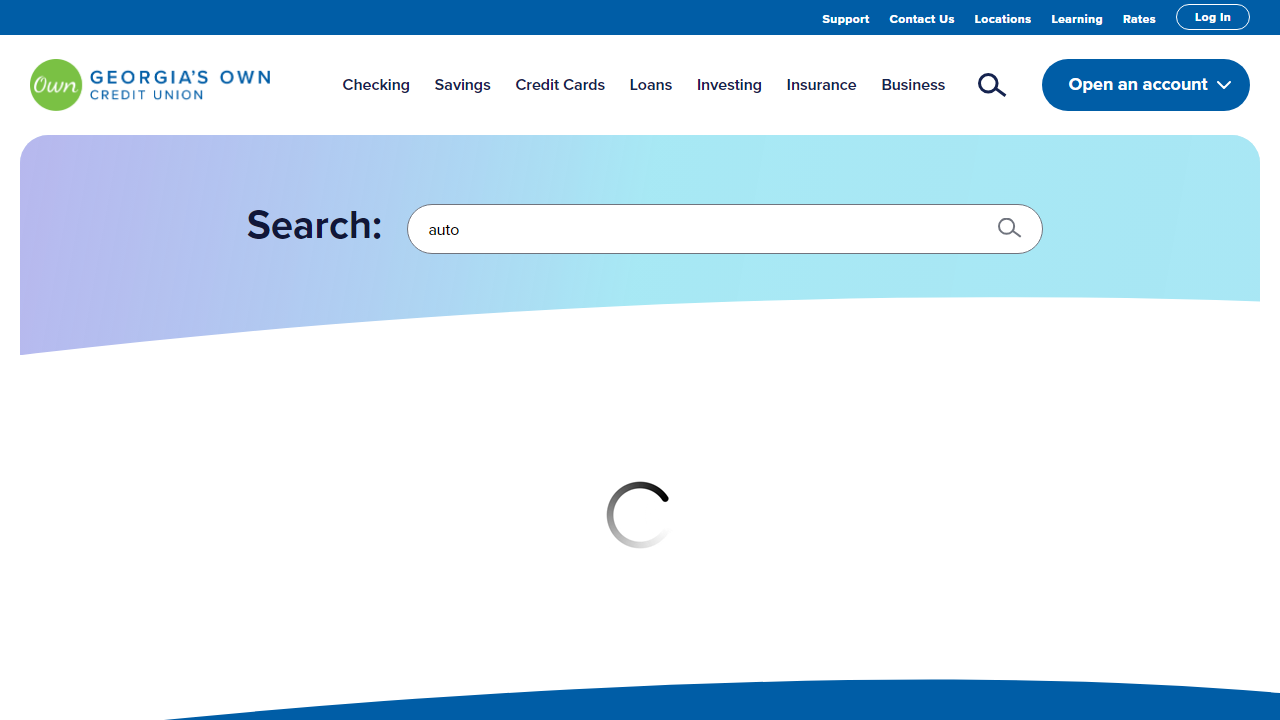 Support Contact Us Locations Learning Rates Log In
Own GEORGIA'S OWN
CREDIT UNION
Checking Savings Credit Cards Loans Investing Insurance Business Open an account
Search: auto